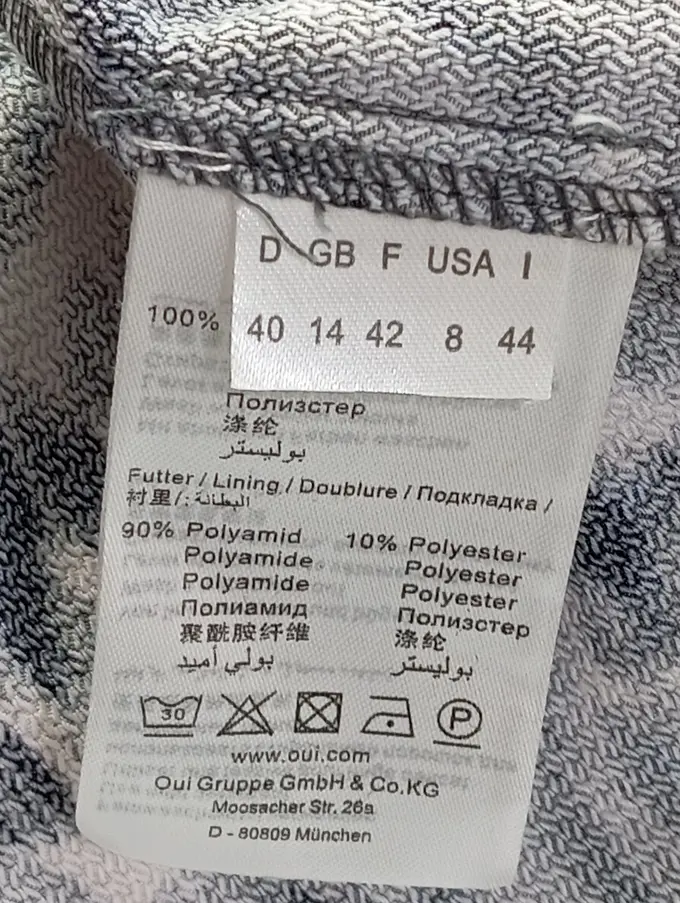 D GB F USA I
40 14 42 8 44
100%
Полиэстер
涤纶
بوليستر
Futter / Lining / Doublure / Подкладка /
衬里/: البطانة
90% Polyamid 10% Polyester
Polyamide Polyester
Polyamide Polyester
Полиамид Полиэстер
聚酰胺纤维 涤纶
بولي أميد بوليستر
30 P
www.oui.com
Oui Gruppe GmbH & Co.KG
Moosacher Str. 26a
D - 80809 München